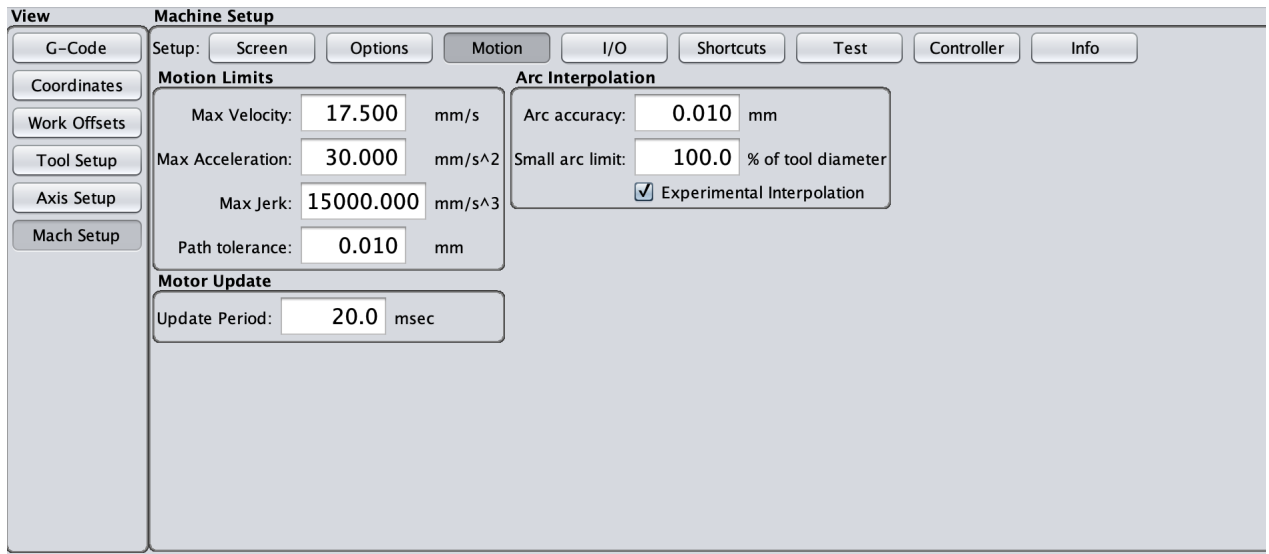 View
G-Code
Coordinates
Work Offsets
Tool Setup
Axis Setup
Mach Setup
Machine Setup
Setup: Screen Options Motion I/O Shortcuts Test Controller Info
Motion Limits
Max Velocity: 17.500 mm/s
Max Acceleration: 30.000 mm/s^2
Max Jerk: 15000.000 mm/s^3
Path tolerance: 0.010 mm
Motor Update
Update Period: 20.0 msec
Arc Interpolation
Arc accuracy: 0.010 mm
Small arc limit: 100.0 % of tool diameter
Experimental Interpolation